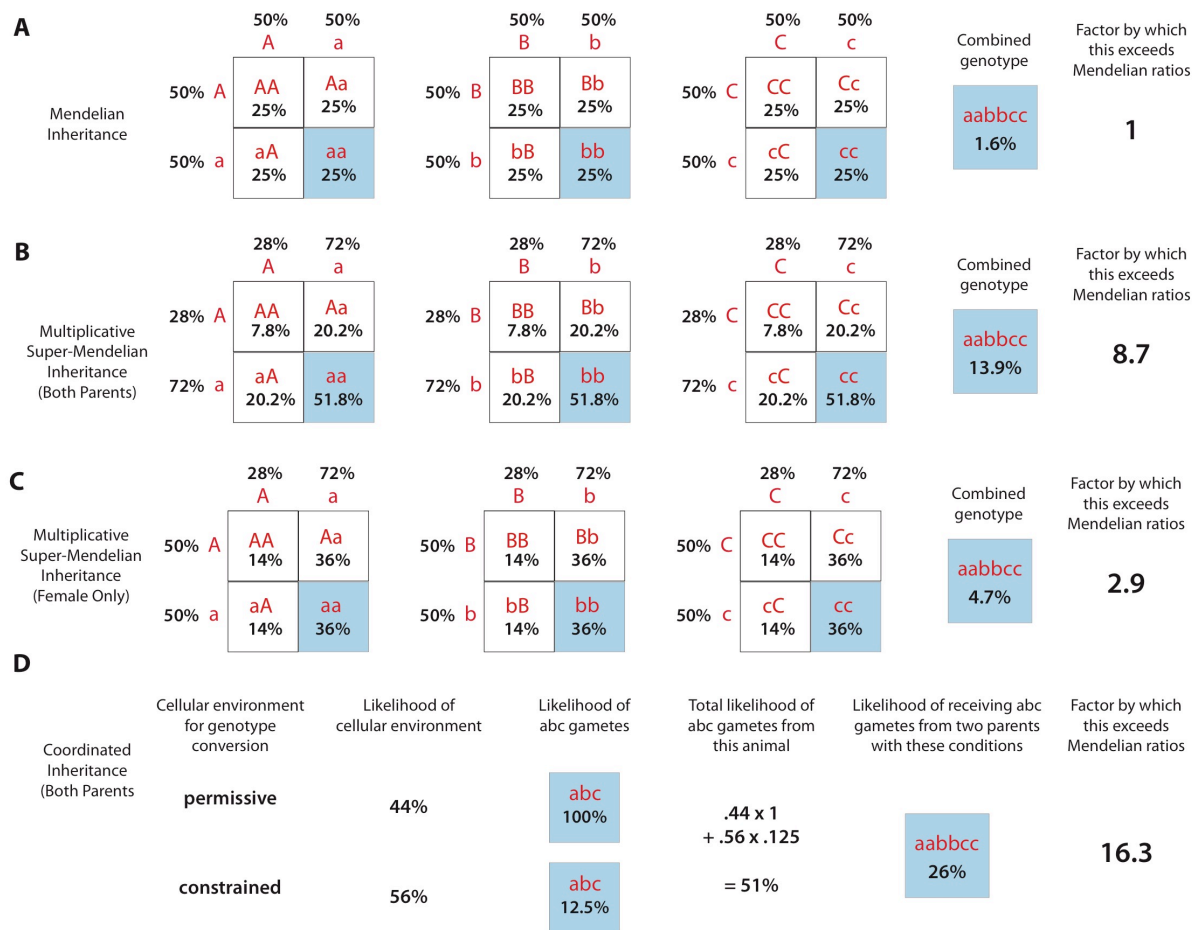 A
Mendelian
Inheritance
50% 50%
A a
50% A AA Aa
25% 25%
50% a aA aa
25% 25%
50% 50%
B b
50% B BB Bb
25% 25%
50% b bB bb
25% 25%
50% 50%
C c
50% C CC Cc
25% 25%
50% c cC cc
25% 25%
Combined
genotype
aabbcc
1.6%
Factor by which
this exceeds
Mendelian ratios
1
B
Multiplicative
Super-Mendelian
Inheritance
(Both Parents)
28% 72%
A a
28% A AA Aa
7.8% 20.2%
72% a aA aa
20.2% 51.8%
28% 72%
B b
28% B BB Bb
7.8% 20.2%
72% b bB bb
20.2% 51.8%
28% 72%
C c
28% C CC Cc
7.8% 20.2%
72% c cC cc
20.2% 51.8%
Combined
genotype
aabbcc
13.9%
Factor by which
this exceeds
Mendelian ratios
8.7
C
Multiplicative
Super-Mendelian
Inheritance
(Female Only)
28% 72%
A a
50% A AA Aa
14% 36%
50% a aA aa
14% 36%
28% 72%
B b
50% B BB Bb
14% 36%
50% b bB bb
14% 36%
28% 72%
C c
50% C CC Cc
14% 36%
50% c cC cc
14% 36%
Combined
genotype
aabbcc
4.7%
Factor by which
this exceeds
Mendelian ratios
2.9
D
Coordinated
Inheritance
(Both Parents
Cellular environment
for genotype
conversion
permissive
constrained
Likelihood of
cellular environment
44%
56%
Likelihood of
abc gametes
abc
100%
abc
12.5%
Total likelihood of
abc gametes from
this animal
.44 x 1
+ .56 x .125
= 51%
Likelihood of receiving abc
gametes from two parents
with these conditions
aabbcc
26%
Factor by which
this exceeds
Mendelian ratios
16.3